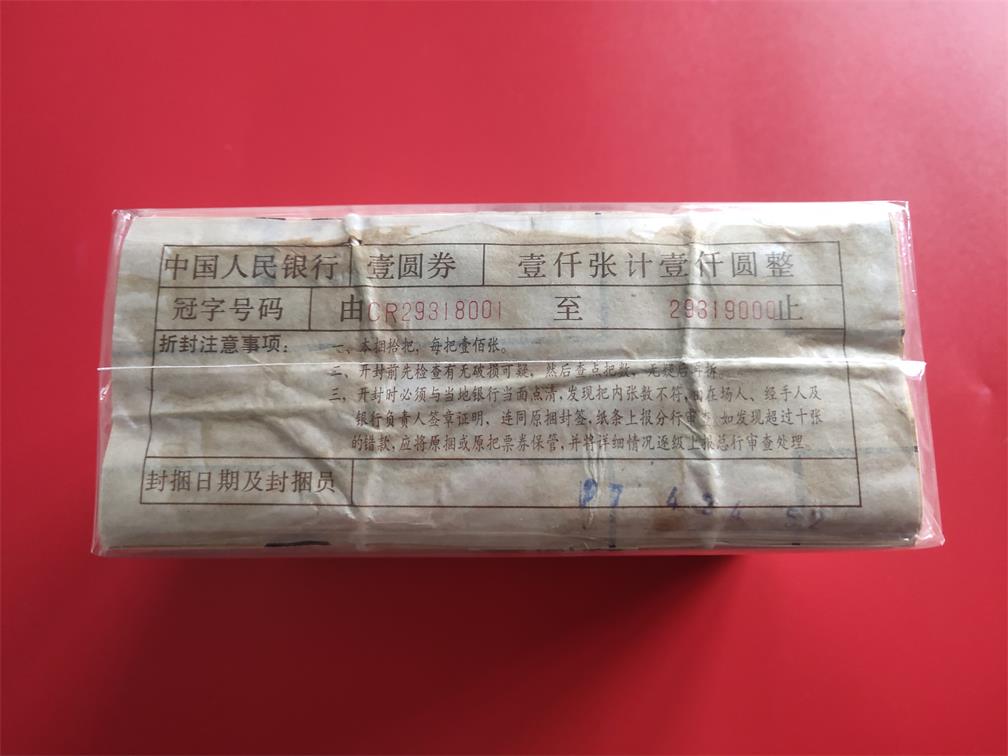 中国人民银行 壹圆券 壹仟张计壹仟圆整
冠字号码 由CR29318001 至 29319000止
折封注意事项： 一、本捆拾把，每把壹佰张。
二、开封前先检查有无破损可疑，然后查点把数，无疑后再拆。
三、开封时必须与当地银行当面点清，发现把内张数不符，由在场人、经手人及
银行负责人签章证明、连同原捆封签，纸条上报分行审查，如发现超过十张
的错款，应将原捆或原把票券保管，并将详细情况逐级上报总行审查处理。
封捆日期及封捆员